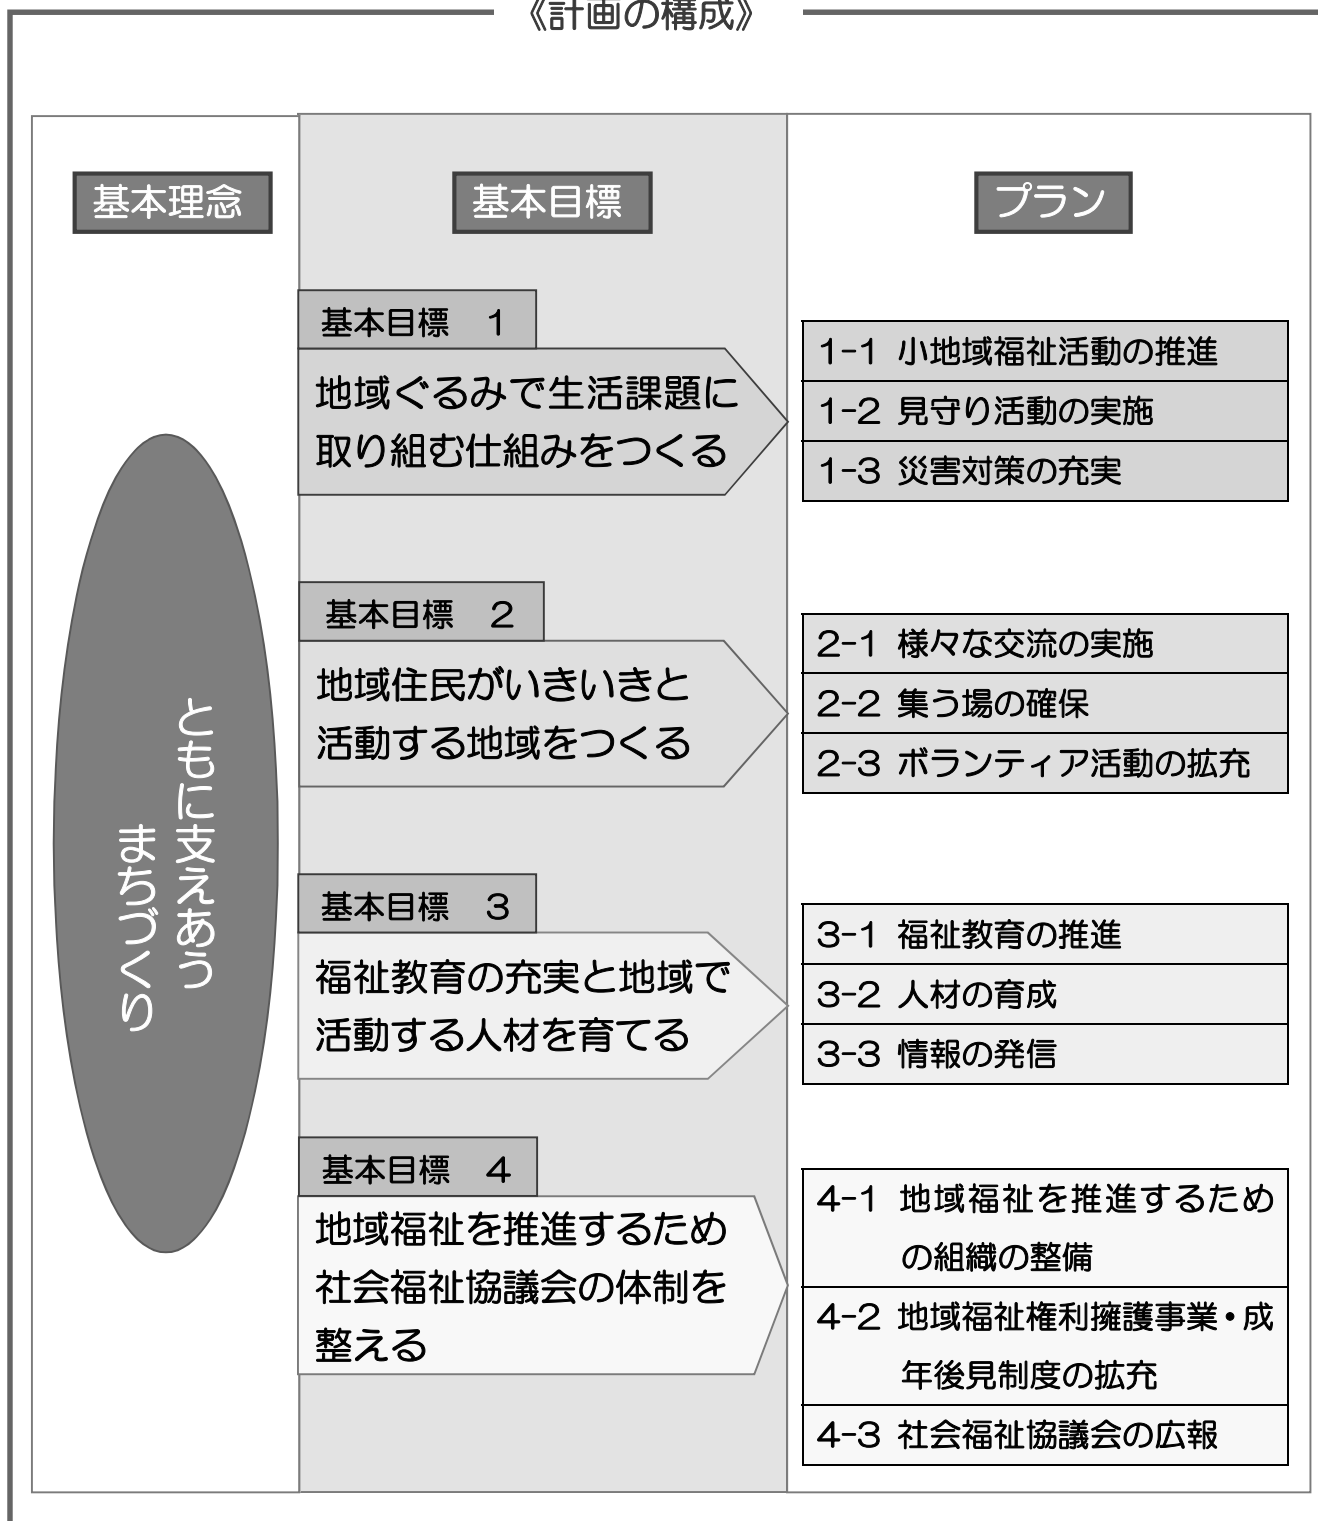 《計画の構成》
基本理念
基本目標
プラン
ともに支えあう
まちづくり
基本目標　1
地域ぐるみで生活課題に
取り組む仕組みをつくる
1-1 小地域福祉活動の推進
1-2 見守り活動の実施
1-3 災害対策の充実
基本目標　2
地域住民がいきいきと
活動する地域をつくる
2-1 様々な交流の実施
2-2 集う場の確保
2-3 ボランティア活動の拡充
基本目標　3
福祉教育の充実と地域で
活動する人材を育てる
3-1 福祉教育の推進
3-2 人材の育成
3-3 情報の発信
基本目標　4
地域福祉を推進するため
社会福祉協議会の体制を
整える
4-1 地域福祉を推進するため
の組織の整備
4-2 地域福祉権利擁護事業・成
年後見制度の拡充
4-3 社会福祉協議会の広報